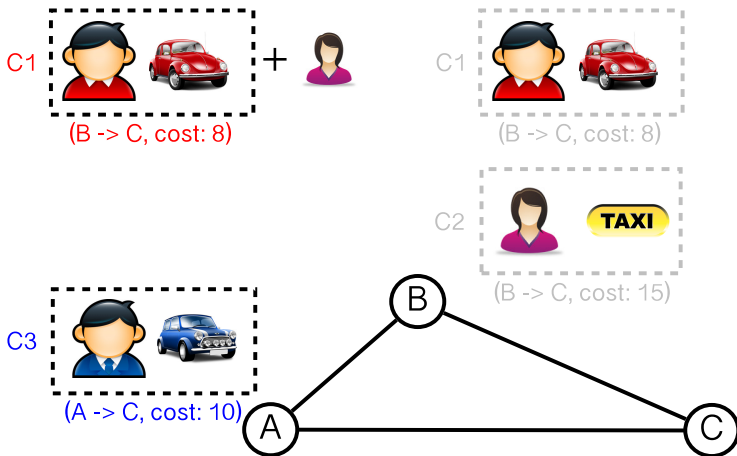 C1
+
(B -> C, cost: 8)
C1
(B -> C, cost: 8)
C2
TAXI
(B -> C, cost: 15)
C3
(A -> C, cost: 10)
B
A
C